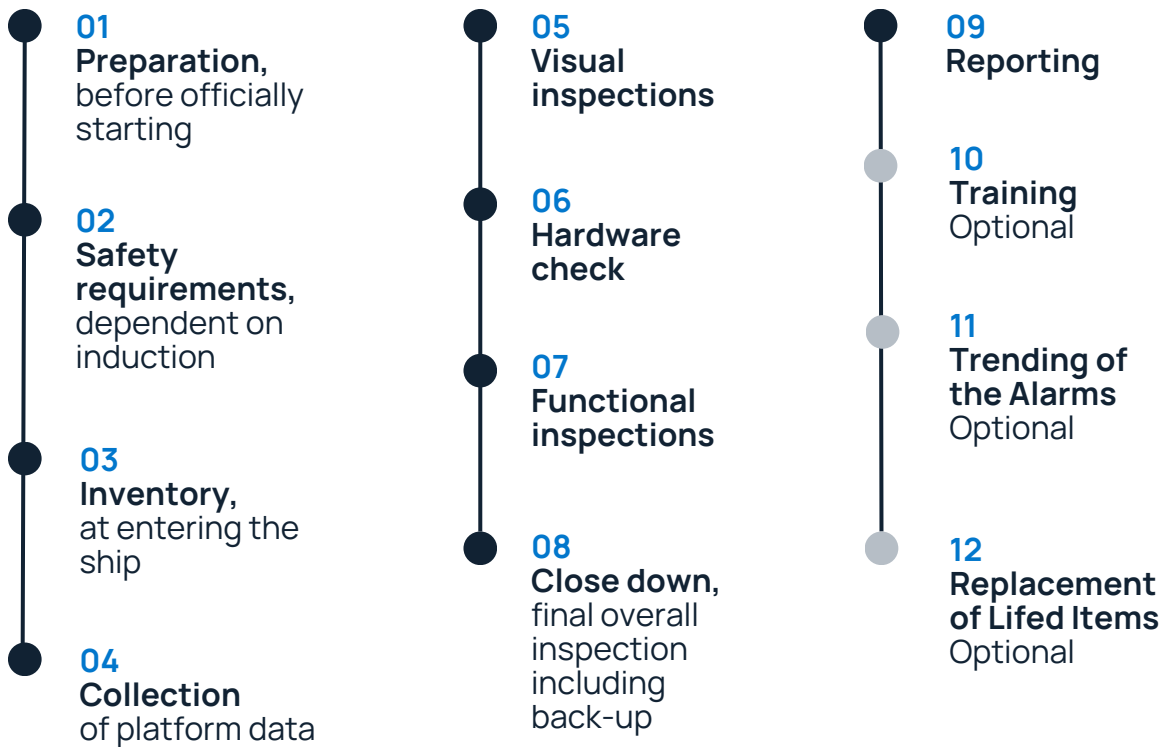 01
Preparation,
before officially
starting
02
Safety
requirements,
dependent on
induction
03
Inventory,
at entering the
ship
04
Collection
of platform data
05
Visual
inspections
06
Hardware
check
07
Functional
inspections
08
Close down,
final overall
inspection
including
back-up
09
Reporting
10
Training
Optional
11
Trending of
the Alarms
Optional
12
Replacement
of Lifed Items
Optional